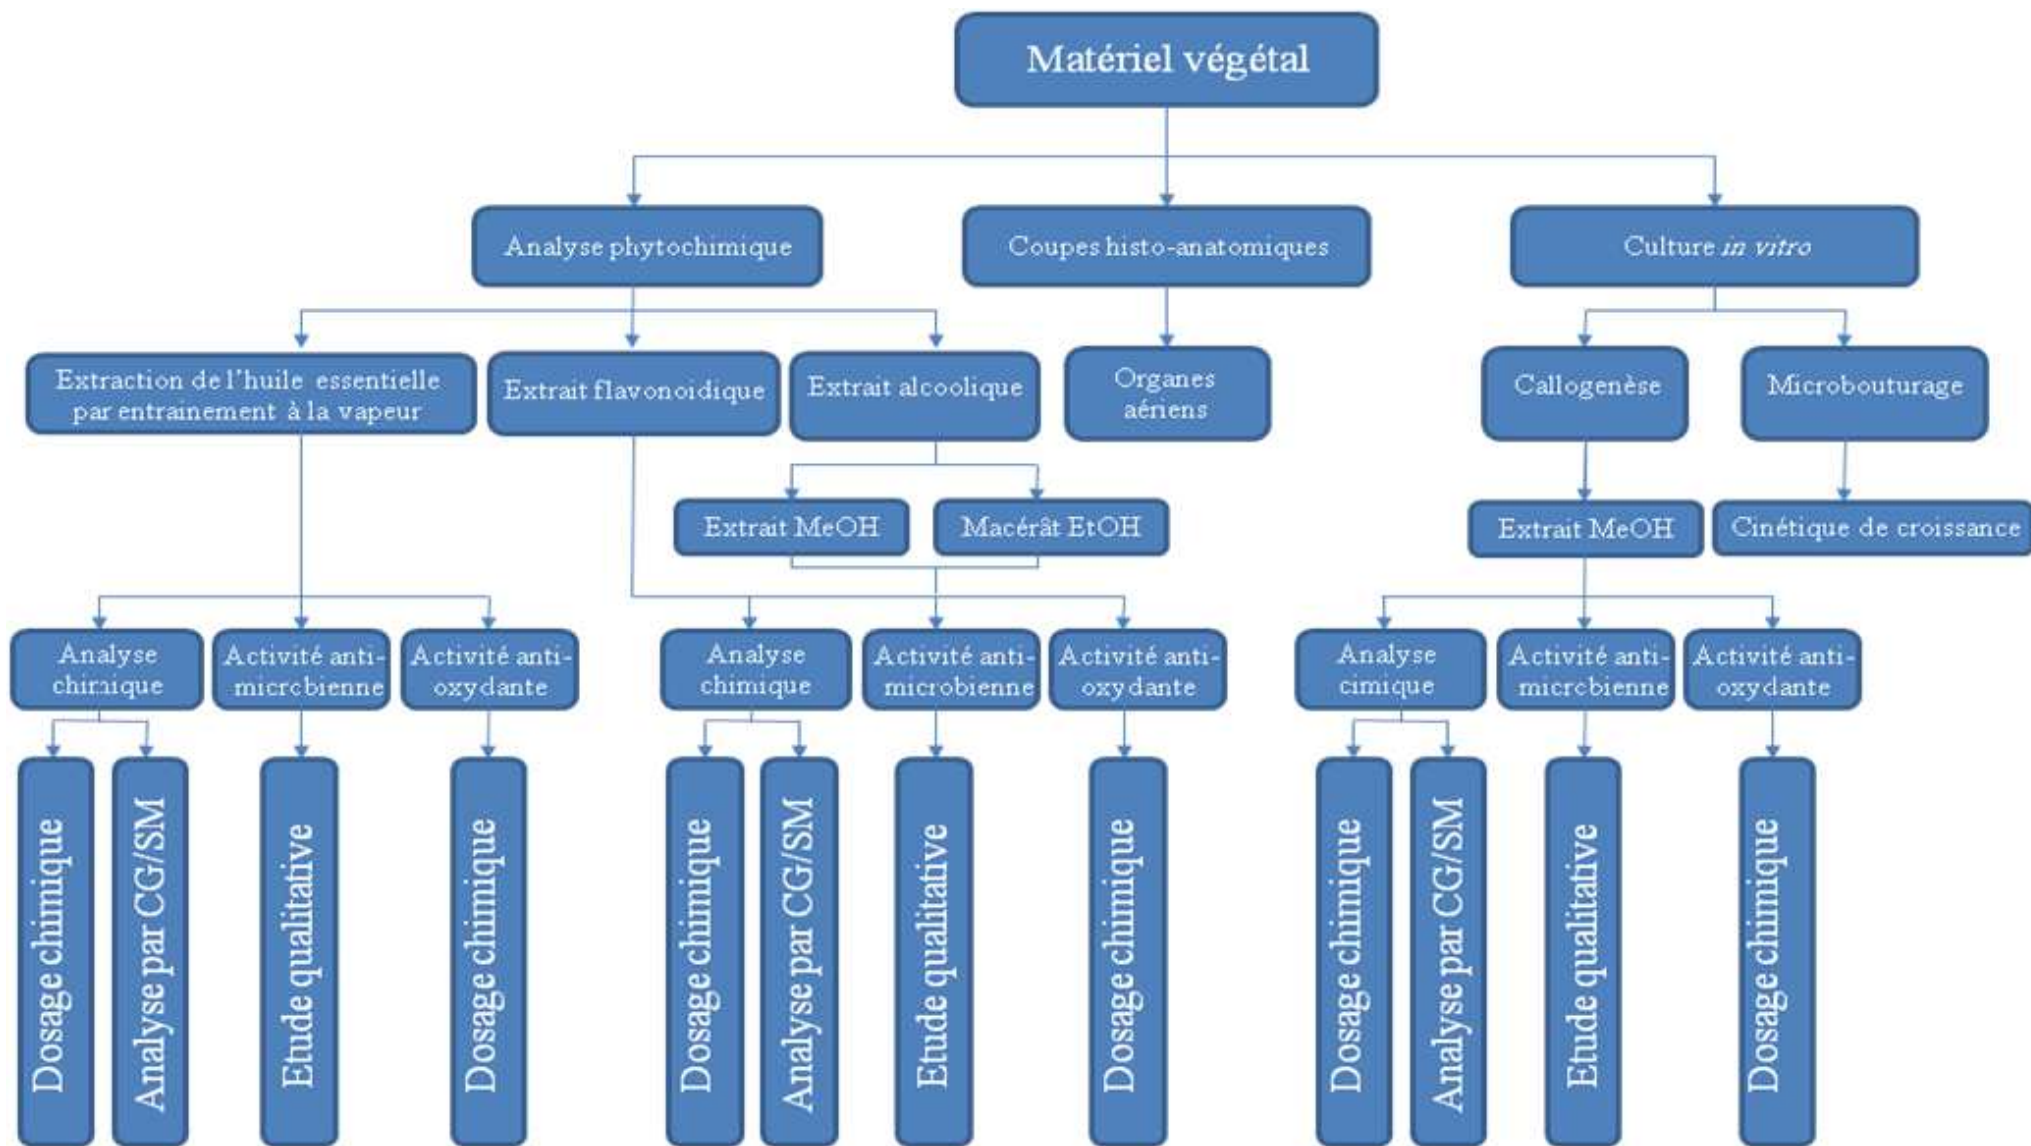 Matériel végétal
Analyse phytochimique
Coupes histo-anatomiques
Culture in vitro
Extraction de l'huile essentielle
par entrainement à la vapeur
Extrait flavonoidique
Extrait alcoolique
Organes
aériens
Callogenèse
Microbouturage
Extrait MeOH
Macérât EtOH
Extrait MeOH
Cinétique de croissance
Analyse
chimique
Activité anti-
microbienne
Activité anti-
oxydante
Analyse
chimique
Activité anti-
microbienne
Activité anti-
oxydante
Analyse
cimique
Activité anti-
microbienne
Activité anti-
oxydante
Dosage chimique
Analyse par CG/SM
Etude qualitative
Dosage chimique
Dosage chimique
Analyse par CG/SM
Etude qualitative
Dosage chimique
Dosage chimique
Analyse par CG/SM
Etude qualitative
Dosage chimique